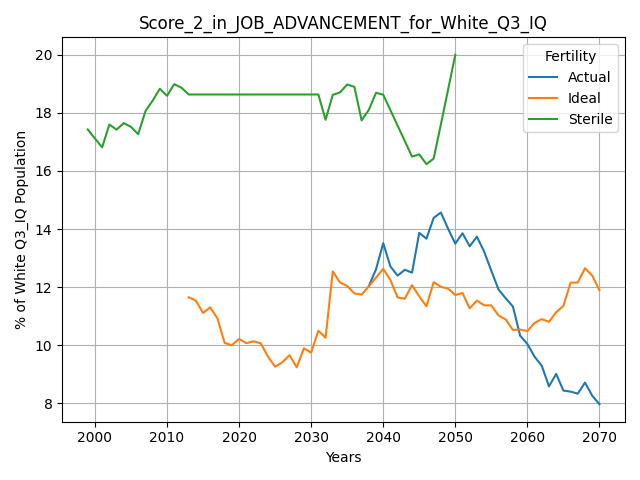 Score_2_in_JOB_ADVANCEMENT_for_White_Q3_IQ
Fertility
Actual
Ideal
Sterile
% of White Q3_IQ Population
20
18
16
14
12
10
8
2000 2010 2020 2030 2040 2050 2060 2070
Years